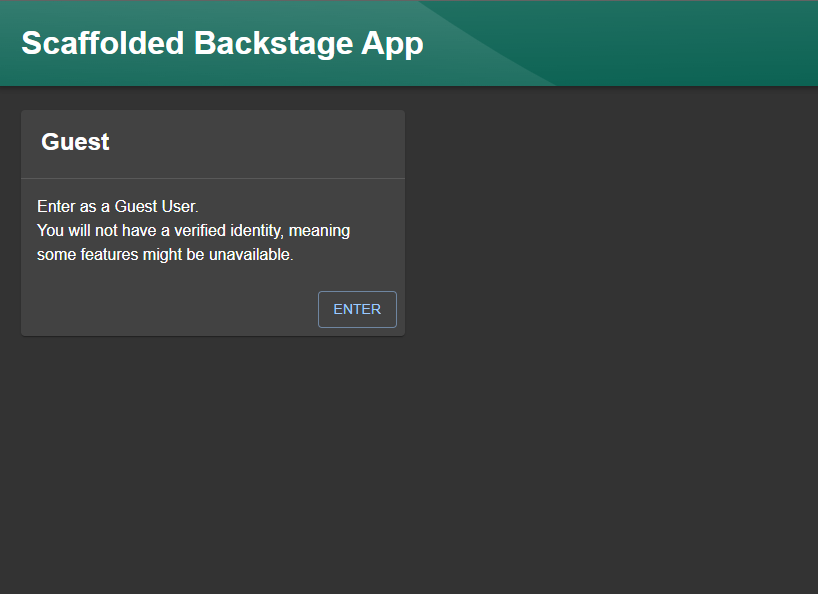 Scaffolded Backstage App
Guest
Enter as a Guest User.
You will not have a verified identity, meaning
some features might be unavailable.
ENTER